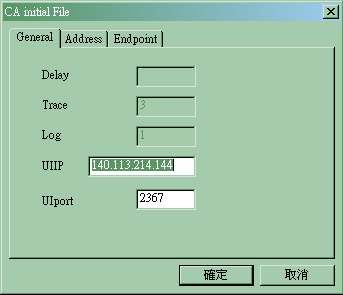 CA initial File
General Address Endpoint
Delay
Trace 3
Log 1
UIIP 140.113.214.144
UIport 2367
確定 取消